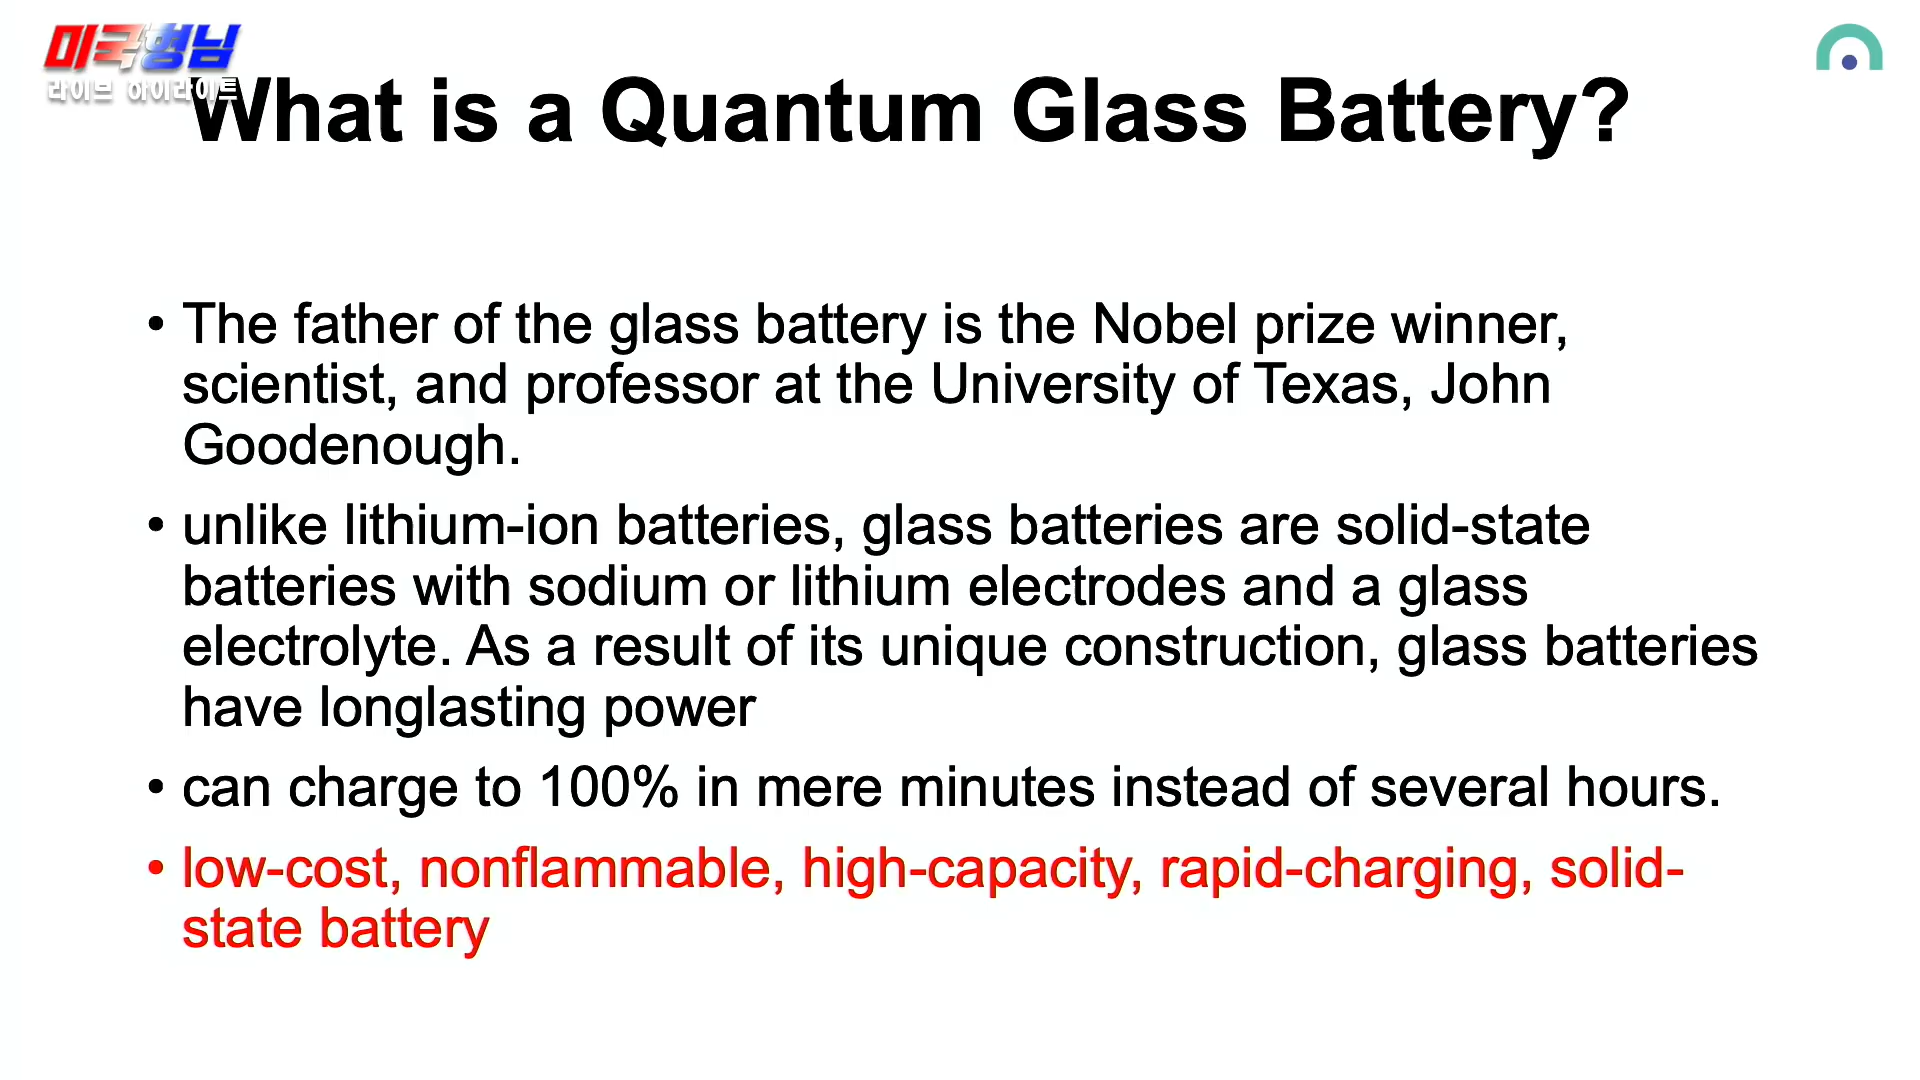 미국형님
라이브 하이라이트
What is a Quantum Glass Battery?
• The father of the glass battery is the Nobel prize winner,
scientist, and professor at the University of Texas, John
Goodenough.
• unlike lithium-ion batteries, glass batteries are solid-state
batteries with sodium or lithium electrodes and a glass
electrolyte. As a result of its unique construction, glass batteries
have longlasting power
• can charge to 100% in mere minutes instead of several hours.
• low-cost, nonflammable, high-capacity, rapid-charging, solid-
state battery